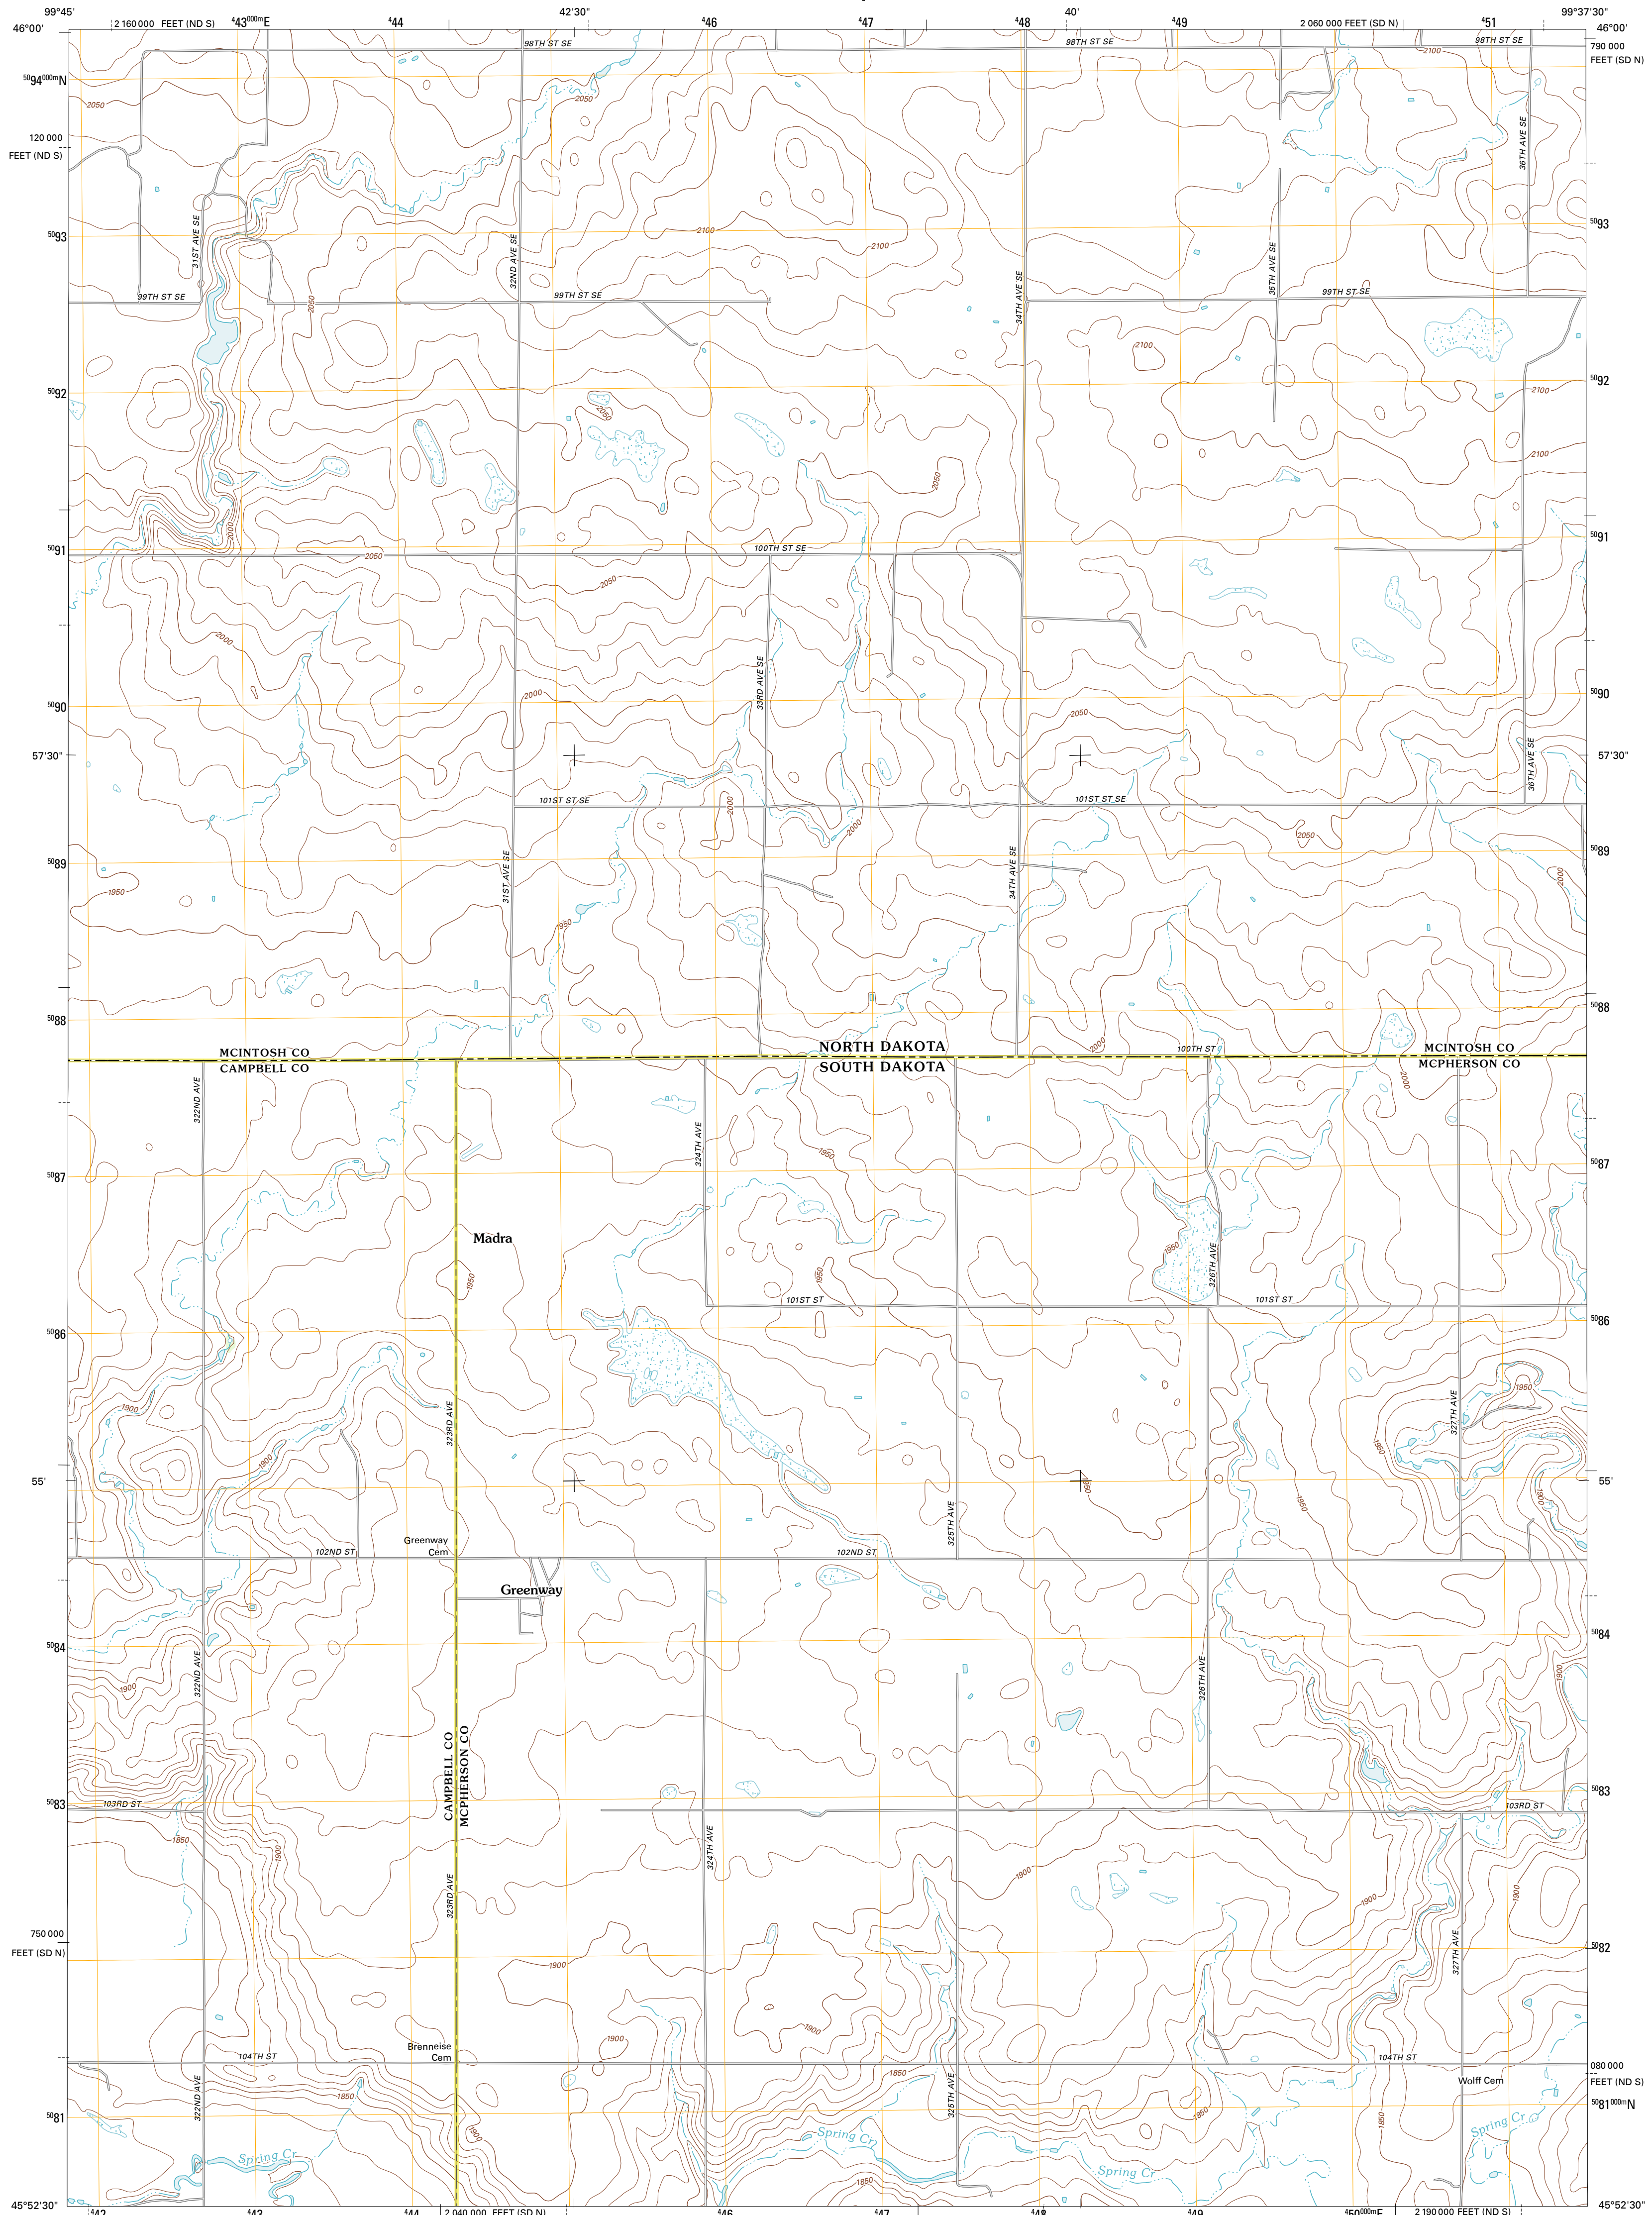 99°45'
2 160 000 FEET (ND S)
⁴43⁰⁰⁰ᵐE
⁴44
42'30"
⁴46
⁴47
⁴48
40'
⁴49
2 060 000 FEET (SD N)
⁴51
99°37'30"
46°00'
46°00'
98TH ST SE
98TH ST SE
98TH ST SE
790 000
FEET (SD N)
⁵⁰94⁰⁰⁰ᵐN
2100
2050
2050
120 000
FEET (ND S)
36TH AVE SE
31ST AVE SE
32ND AVE SE
35TH AVE SE
34TH AVE SE
⁵⁰93
2100
2100
⁵⁰93
99TH ST SE
2050
99TH ST SE
99TH ST SE
2100
2100
⁵⁰92
⁵⁰92
2050
2100
2050
2000
⁵⁰91
2050
100TH ST SE
⁵⁰91
2050
2000
33RD AVE SE
2000
⁵⁰90
⁵⁰90
2050
57'30"
57'30"
36TH AVE SE
101ST ST SE
101ST ST SE
2000
2000
2050
⁵⁰89
⁵⁰89
31ST AVE SE
34TH AVE SE
1950
2000
1950
⁵⁰88
⁵⁰88
2000
MCINTOSH CO
CAMPBELL CO
NORTH DAKOTA
SOUTH DAKOTA
100TH ST
MCINTOSH CO
MCPHERSON CO
322ND AVE
324TH AVE
2000
1950
⁵⁰87
⁵⁰87
Madra
1950
1950
1950
326TH AVE
101ST ST
101ST ST
⁵⁰86
⁵⁰86
1900
323RD AVE
1950
327TH AVE
1950
1900
55'
55'
1950
1950
1900
325TH AVE
Greenway
Cem
102ND ST
102ND ST
Greenway
⁵⁰84
⁵⁰84
322ND AVE
326TH AVE
1900
1900
CAMPBELL CO
MCPHERSON CO
⁵⁰83
⁵⁰83
103RD ST
103RD ST
1850
1900
324TH AVE
1900
1900
1900
323RD AVE
327TH AVE
750 000
FEET (SD N)
⁵⁰82
1900
1900
1900
Brenneise
Cem
104TH ST
104TH ST
080 000
FEET (ND S)
1850
Wolff Cem
1850
322ND AVE
325TH AVE
1850
1850
⁵⁰81
⁵⁰81⁰⁰⁰ᵐN
1900
Spring Cr
Spring Cr
Spring Cr
Spring Cr
1850
45°52'30"
45°52'30"
⁴42
⁴43
⁴44
2 040 000 FEET (SD N)
⁴46
⁴47
⁴48
⁴49
⁴50⁰⁰⁰ᵐE
2 190 000 FEET (ND S)